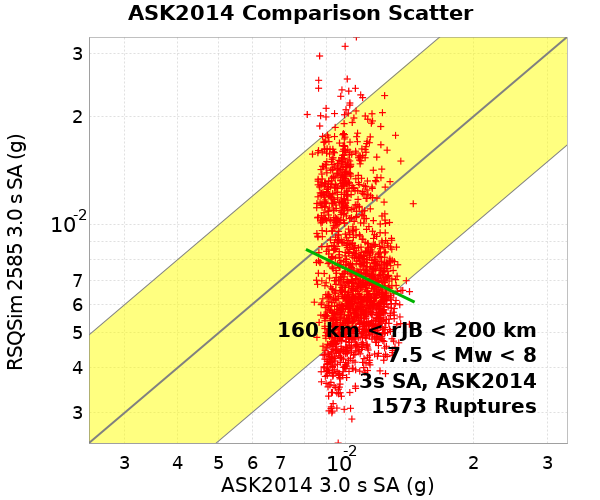 ASK2014 Comparison Scatter
RSQSim 2585 3.0 s SA (g)
3
2
10-2
7
6
5
4
3
160 km < rJB < 200 km
7.5 < Mw < 8
3s SA, ASK2014
1573 Ruptures
3 4 5 6 7 10-2 2 3
ASK2014 3.0 s SA (g)